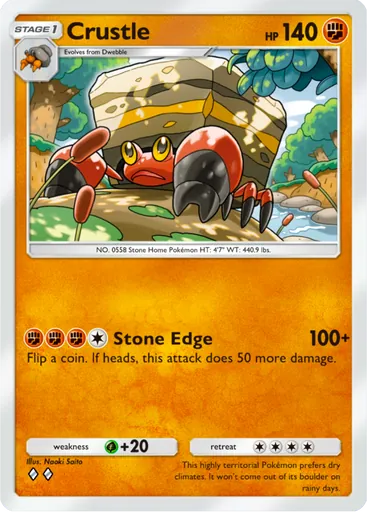 STAGE 1
Crustle
HP 140
Evolves from Dwebble
NO. 0558 Stone Home Pokémon HT: 4'7" WT: 440.9 lbs.
Stone Edge 100+
Flip a coin. If heads, this attack does 50 more damage.
weakness +20
retreat
Illus. Naoki Saito
This highly territorial Pokémon prefers dry
climates. It won't come out of its boulder on
rainy days.